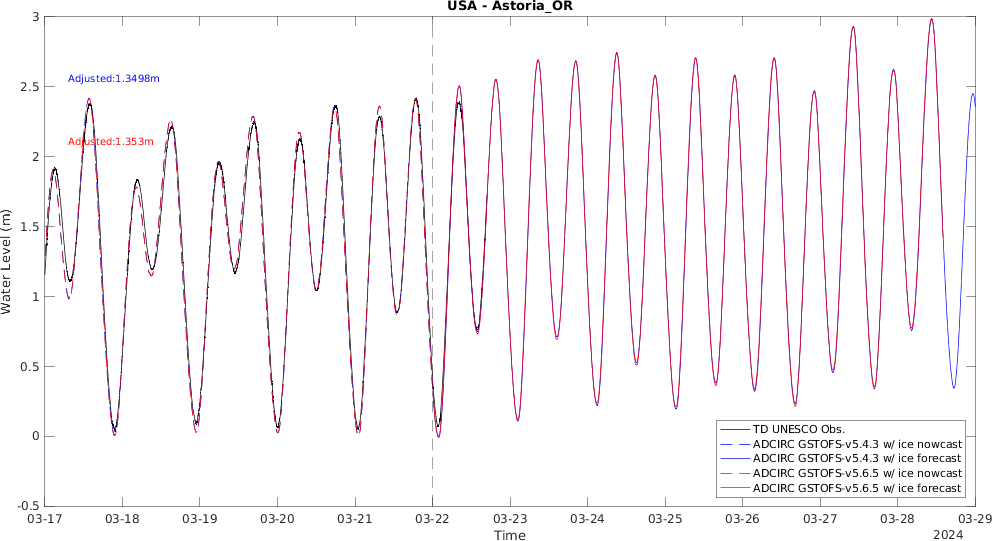 USA - Astoria_OR
3
2.5
2
1.5
1
0.5
0
-0.5
Water Level (m)
Adjusted:1.3498m
Adjusted:1.353m
TD UNESCO Obs.
ADCIRC GSTOFS-v5.4.3 w/ ice nowcast
ADCIRC GSTOFS-v5.4.3 w/ ice forecast
ADCIRC GSTOFS-v5.6.5 w/ ice nowcast
ADCIRC GSTOFS-v5.6.5 w/ ice forecast
03-17 03-18 03-19 03-20 03-21 03-22 03-23 03-24 03-25 03-26 03-27 03-28 03-29
Time
2024